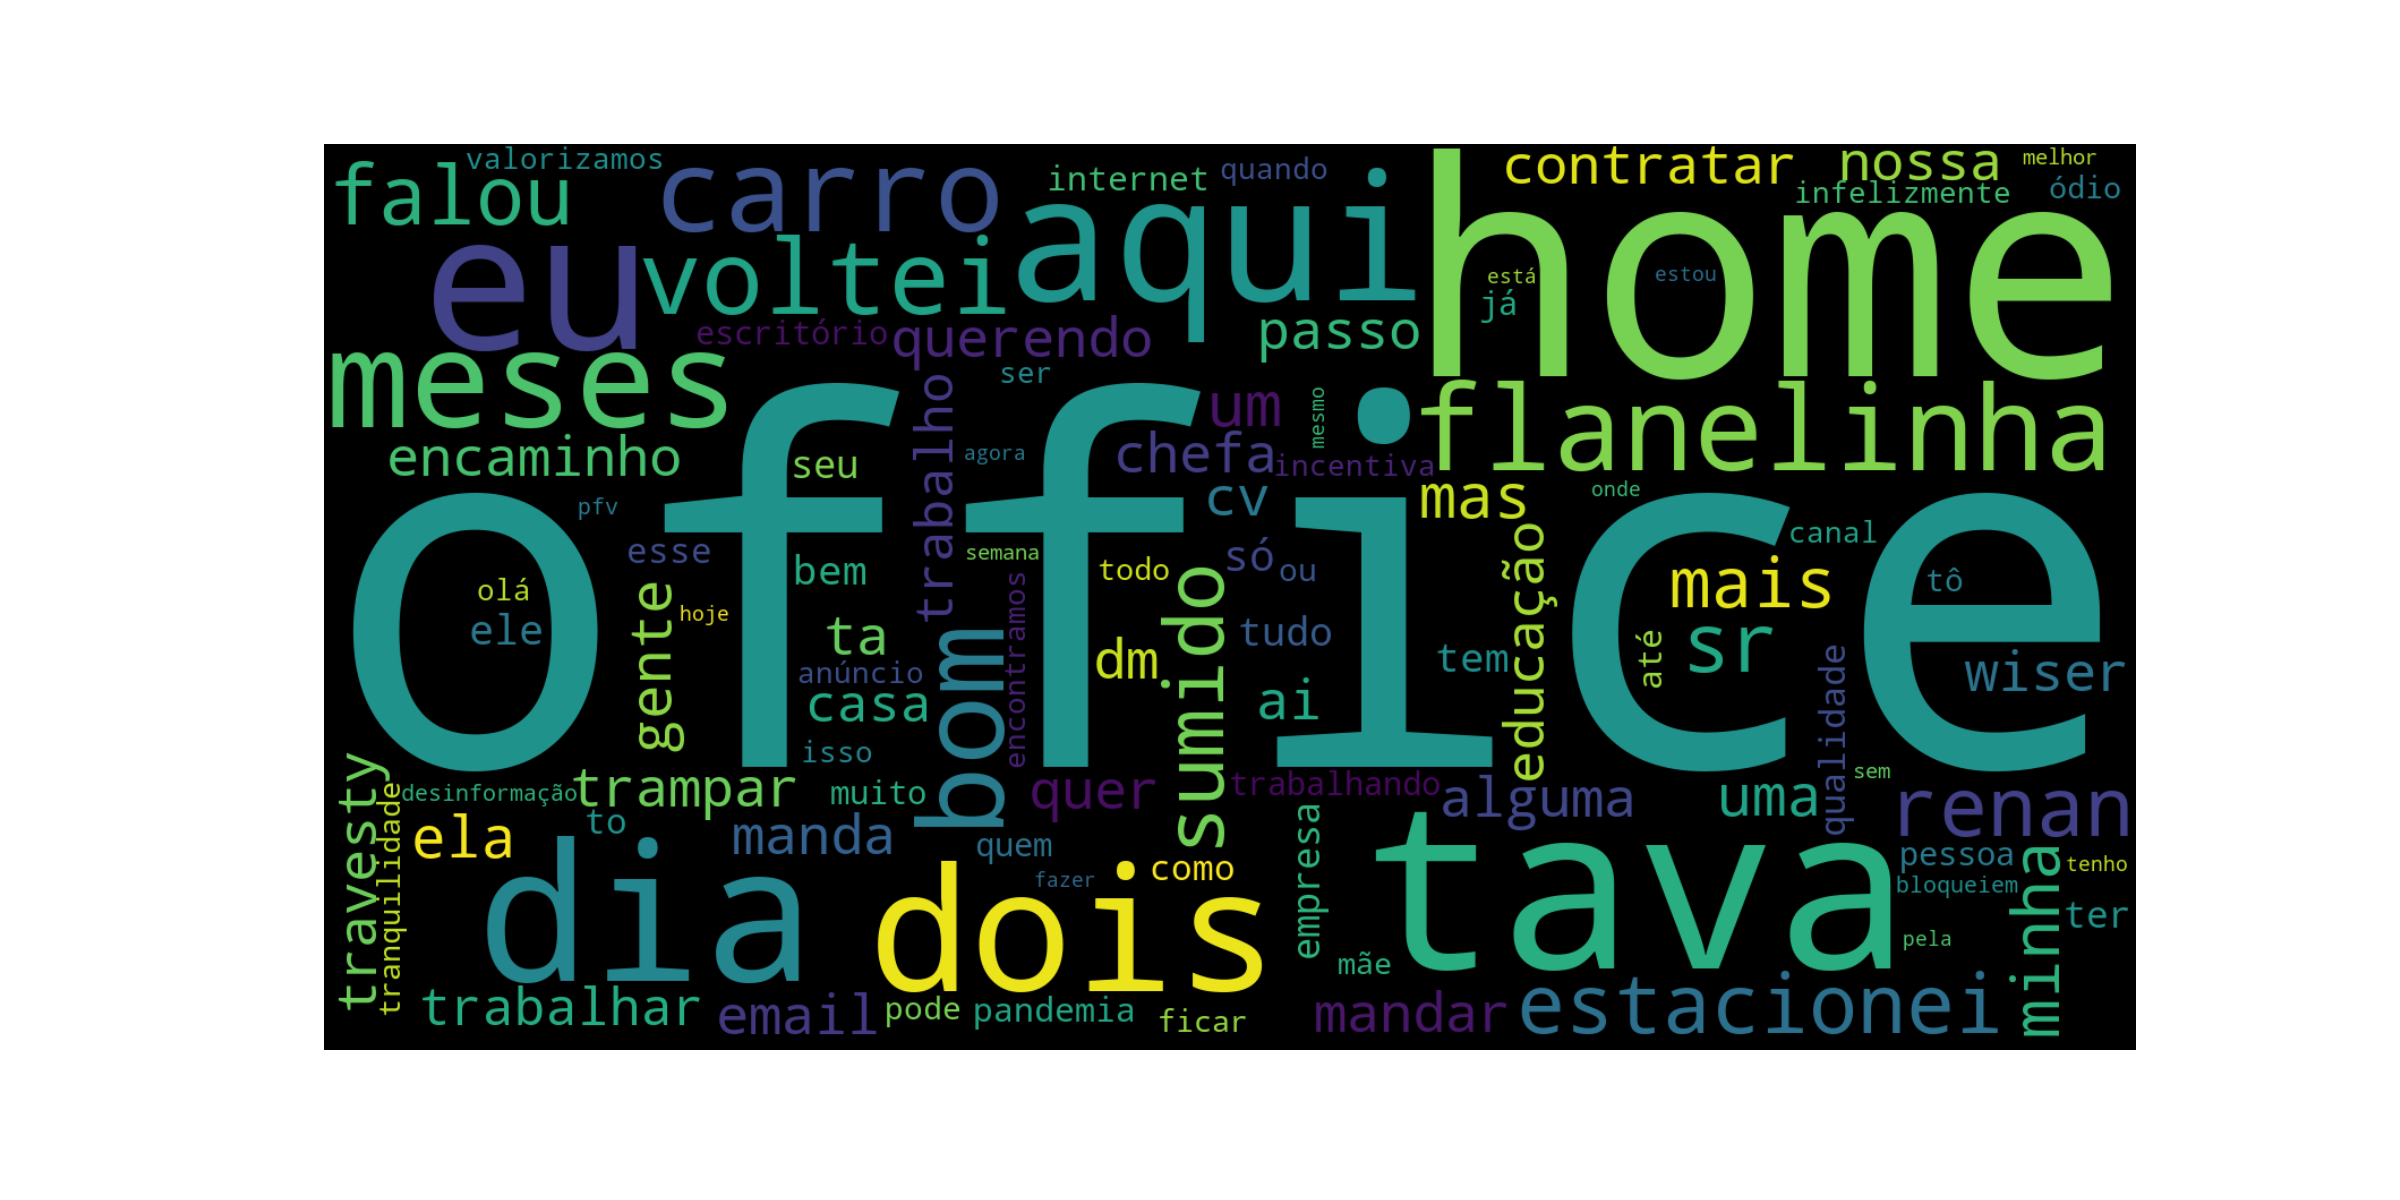 valorizamos
falou
carro
internet
quando
contratar
nossa
melhor
infelizmente
ódio
eu
voltei
aqui
home
está
estou
já
escritório
querendo
passo
meses
ser
trabalho
um
mesmo
flanelinha
encaminho
seu
agora
chefa
incentiva
cv
mas
onde
office
pfv
esse
bem
semana
todo
só
ou
educação
canal
mais
tô
olá
ele
gente
hoje
ta
anúncio
casa
isso
bom
encontramos
dm
sumido
tudo
ai
tem
até
sr
qualidade
wiser
travesty
tranquilidade
desinformação
trampar
muito
quer
trabalhando
alguma
uma
sem
renan
ela
to
manda
quem
como
empresa
tava
pessoa
bloqueiem
minha
tenho
ter
dia
dois
fazer
mãe
pela
trabalhar
email
pode
pandemia
ficar
mandar
estacionei